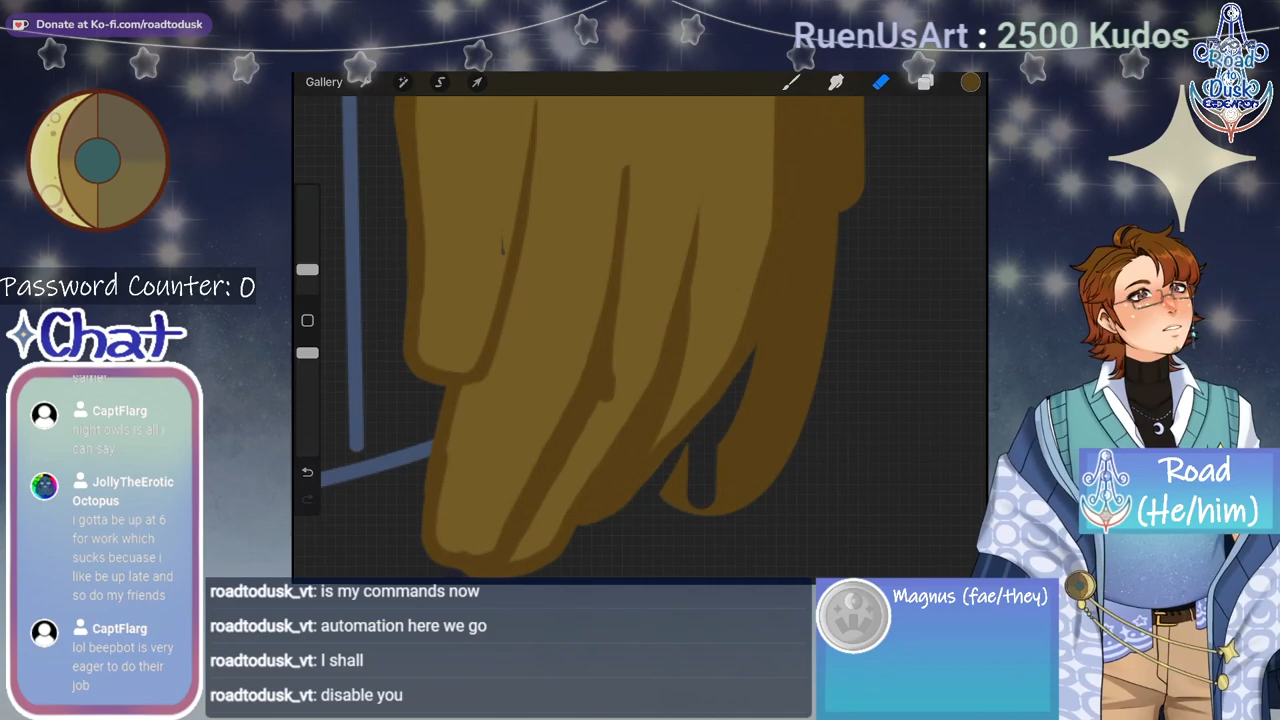 Donate at Ko-fi.com/roadtodusk
RuenUsArt : 2500 Kudos
Road
to
Dusk
Gallery
Password Counter: 0
Chat
CaptFlarg
night owls is all i
can say
JollyTheErotic
Octopus
i gotta be up at 6
for work which
sucks becuase i
like be up late and
so do my friends
CaptFlarg
lol beepbot is very
eager to do their
job
roadtodusk_vt: is my commands now
roadtodusk_vt: automation here we go
roadtodusk_vt: I shall
roadtodusk_vt: disable you
Magnus (fae/they)
Road
(He/him)